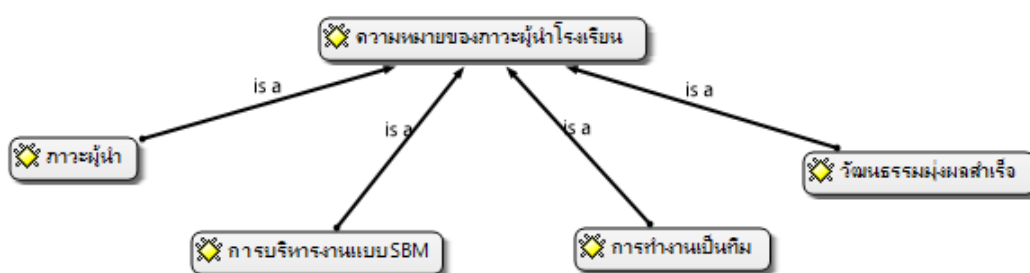 ความหมายของภาวะผู้นำโรงเรียน
is a
is a
is a
is a
ภาวะผู้นำ
วัฒนธรรมมุ่งผลสำเร็จ
การบริหารงานแบบSBM
การทำงานเป็นทีม